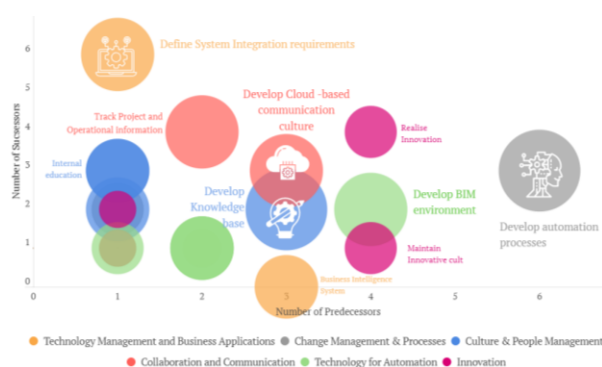 6
Define System Integration requirements
5
Develop Cloud -based
communication
culture
Track Project and
Operational Information
4
Realise
Innovation
Number of Sucsessors
Internal
education
3
Develop
Knowledge
base
Develop BIM
environment
2
Develop automation
processes
1
Maintain
Innovative cult
Business Intelligence
System
0
0
1
2
3
4
5
6
Number of Predecessors
Technology Management and Business Applications
Change Management & Processes
Culture & People Management
Collaboration and Communication
Technology for Automation
Innovation